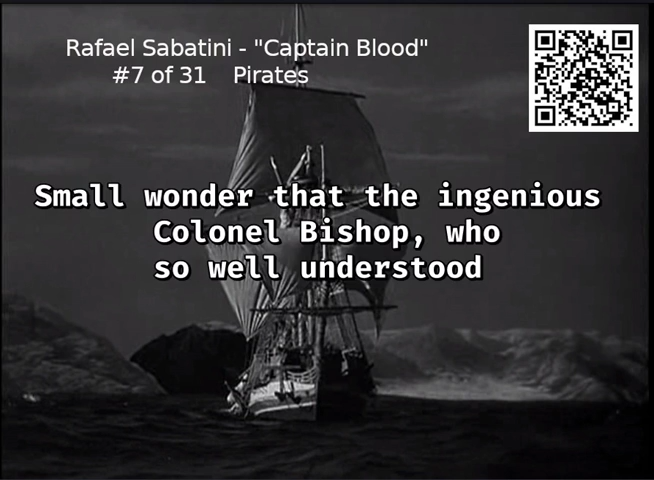 Rafael Sabatini - "Captain Blood"
#7 of 31    Pirates
Small wonder that the ingenious
Colonel Bishop, who
so well understood